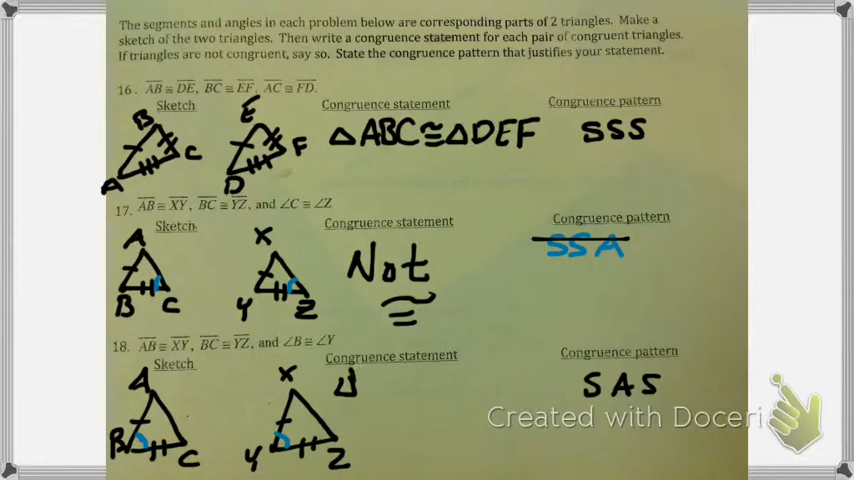 The segments and angles in each problem below are corresponding parts of 2 triangles. Make a
sketch of the two triangles. Then write a congruence statement for each pair of congruent triangles.
If triangles are not congruent, say so. State the congruence pattern that justifies your statement.
16. AB ≅ DE, BC ≅ EF, AC ≅ FD.
Sketch Congruence statement Congruence pattern
B E
△ABC≅△DEF SSS
C F
A D
17. AB ≅ XY, BC ≅ YZ, and ∠C ≅ ∠Z
Sketch Congruence statement Congruence pattern
A X Not SSA
B C Y Z ≅
18. AB ≅ XY, BC ≅ YZ, and ∠B ≅ ∠Y
Sketch Congruence statement Congruence pattern
A X △ SAS
Created with Doceri
B C Y Z